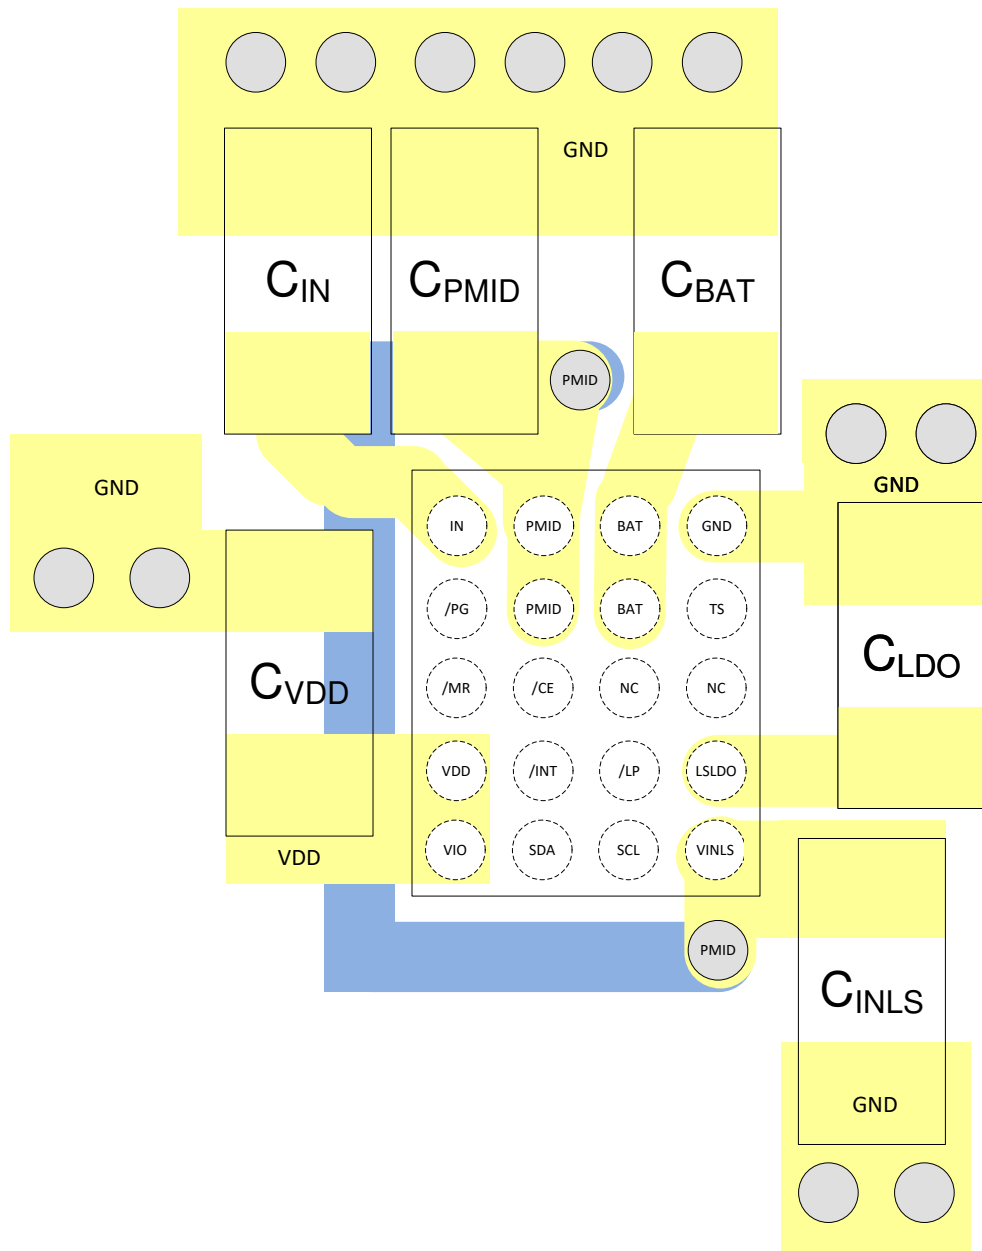 GND
CIN CPMID CBAT
PMID
GND
GND
IN PMID BAT GND
/PG PMID BAT TS
CLDO
/MR /CE NC NC
CVDD
VDD /INT /LP LSLDO
VIO SDA SCL VINLS
VDD
PMID
CINLS
GND